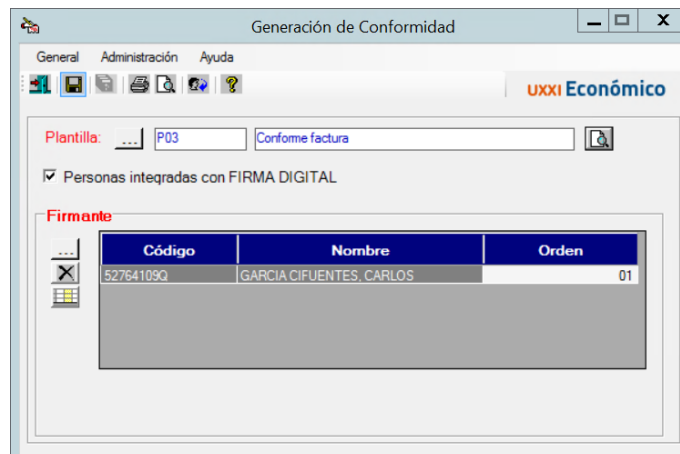 Generación de Conformidad
General Administración Ayuda
UXXI Económico
Plantilla: ... P03 Conforme factura
Personas integradas con FIRMA DIGITAL
Firmante
... Código Nombre Orden
52764109Q GARCIA CIFUENTES, CARLOS 01